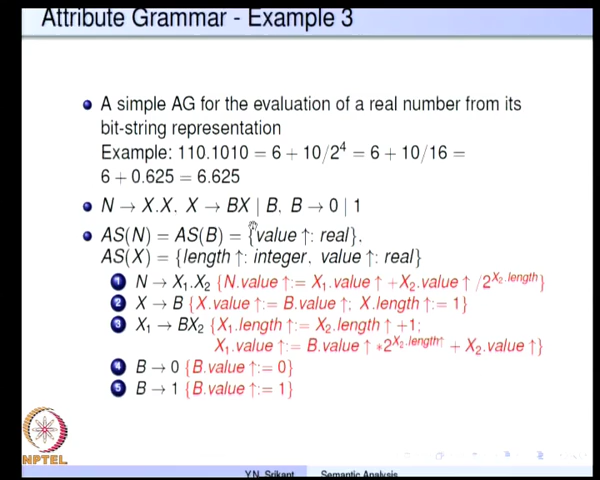 Attribute Grammar - Example 3
A simple AG for the evaluation of a real number from its
bit-string representation
Example: 110.1010 = 6 + 10/2⁴ = 6 + 10/16 =
6 + 0.625 = 6.625
N → X.X, X → BX | B, B → 0 | 1
AS(N) = AS(B) = {value ↑: real},
AS(X) = {length ↑: integer, value ↑: real}
1 N → X₁.X₂ {N.value ↑:= X₁.value ↑ +X₂.value ↑ /2^X₂.length}
2 X → B {X.value ↑:= B.value ↑; X.length ↑:= 1}
3 X₁ → BX₂ {X₁.length ↑:= X₂.length ↑ +1;
X₁.value ↑:= B.value ↑ *2^X₂.length↑ + X₂.value ↑}
4 B → 0 {B.value ↑:= 0}
5 B → 1 {B.value ↑:= 1}
NPTEL
Y.N. Srikant Semantic Analysis